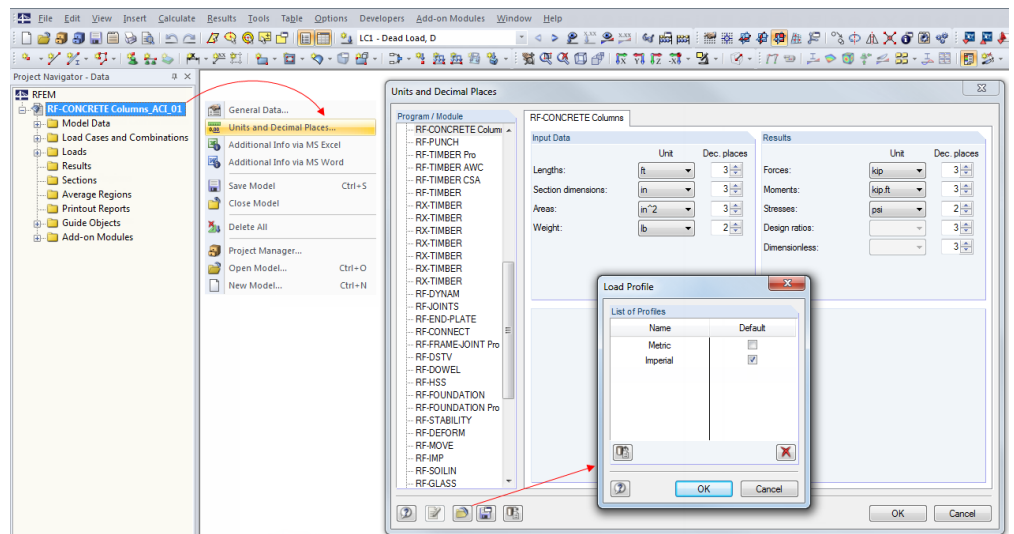 File Edit View Insert Calculate Results Tools Table Options Developers Add-on Modules Window Help
LC1 - Dead Load, D
Project Navigator - Data
RFEM
RF-CONCRETE Columns_ACI_01
Model Data
Load Cases and Combinations
Loads
Results
Sections
Average Regions
Printout Reports
Guide Objects
Add-on Modules
General Data...
Units and Decimal Places...
Additional Info via MS Excel
Additional Info via MS Word
Save Model Ctrl+S
Close Model
Delete All
Project Manager...
Open Model... Ctrl+O
New Model... Ctrl+N
Units and Decimal Places
Program / Module
RF-CONCRETE Colum
RF-PUNCH
RF-TIMBER Pro
RF-TIMBER AWC
RF-TIMBER CSA
RF-TIMBER
RX-TIMBER
RX-TIMBER
RX-TIMBER
RX-TIMBER
RX-TIMBER
RX-TIMBER
RF-DYNAM
RF-JOINTS
RF-END-PLATE
RF-CONNECT
RF-FRAME-JOINT Pro
RF-DSTV
RF-DOWEL
RF-HSS
RF-FOUNDATION
RF-FOUNDATION Pro
RF-STABILITY
RF-DEFORM
RF-MOVE
RF-IMP
RF-SOILIN
RF-GLASS
RF-CONCRETE Columns
Input Data
Unit Dec. places
Lengths: ft 3
Section dimensions: in 3
Areas: in^2 3
Weight: lb 2
Results
Unit Dec. places
Forces: kip 3
Moments: kip.ft 3
Stresses: psi 2
Design ratios: 3
Dimensionless: 3
Load Profile
List of Profiles
Name Default
Metric
Imperial
OK Cancel
OK Cancel